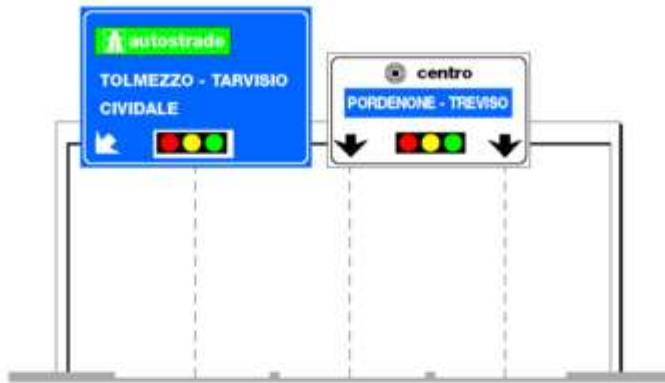 autostrade
TOLMEZZO - TARVISIO
CIVIDALE
centro
PORDENONE - TREVISO